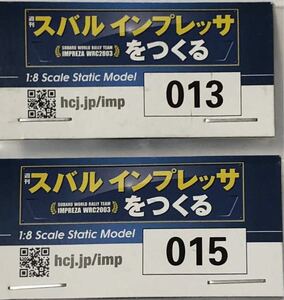 週刊 スバル インプレッサ
をつくる
SUBARU WORLD RALLY TEAM
IMPREZA WRC2003
1:8 Scale Static Model
hcj.jp/imp
013
週刊 スバル インプレッサ
をつくる
SUBARU WORLD RALLY TEAM
IMPREZA WRC2003
1:8 Scale Static Model
hcj.jp/imp
015